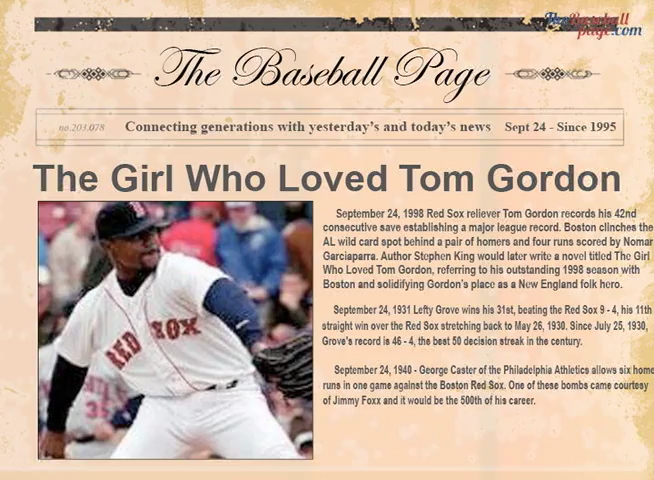 The Baseball page.com
The Baseball Page
no.203.078 Connecting generations with yesterday's and today's news Sept 24 - Since 1995
The Girl Who Loved Tom Gordon
September 24, 1998 Red Sox reliever Tom Gordon records his 42nd
consecutive save establishing a major league record. Boston clinches the
AL wild card spot behind a pair of homers and four runs scored by Nomar
Garciaparra. Author Stephen King would later write a novel titled The Girl
Who Loved Tom Gordon, referring to his outstanding 1998 season with
Boston and solidifying Gordon's place as a New England folk hero.
September 24, 1931 Lefty Grove wins his 31st, beating the Red Sox 9 - 4, his 11th
straight win over the Red Sox stretching back to May 26, 1930. Since July 25, 1930,
Grove's record is 46 - 4, the best 50 decision streak in the century.
September 24, 1940 - George Caster of the Philadelphia Athletics allows six home
runs in one game against the Boston Red Sox. One of these bombs came courtesy
of Jimmy Foxx and it would be the 500th of his career.
RED SOX